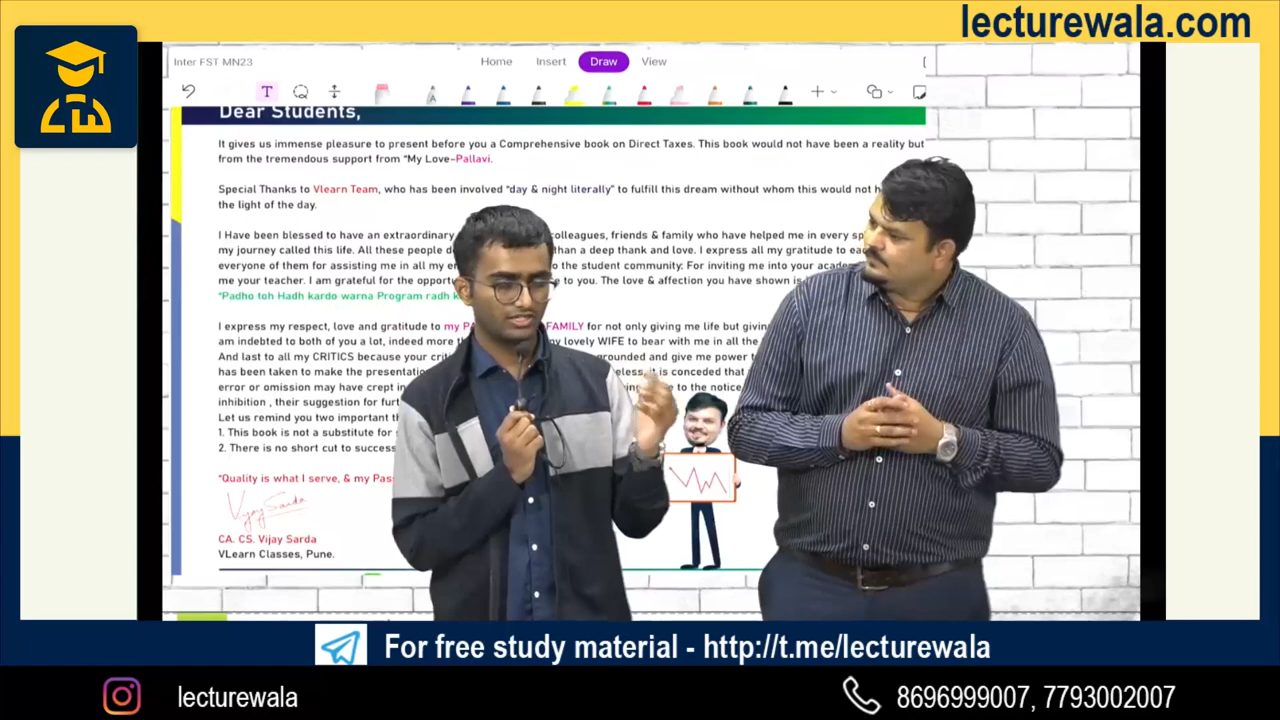 lecturewala.com
Inter FST MN23
Home Insert Draw View
Dear Students,
It gives us immense pleasure to present before you a Comprehensive book on Direct Taxes. This book would not have been a reality but
from the tremendous support from "My Love-Pallavi.
Special Thanks to Vlearn Team, who has been involved "day & night literally" to fulfill this dream without whom this would not
the light of the day.
I Have been blessed to have an extraordinary colleagues, friends & family who have helped me in every
my journey called this life. All these people than a deep thank and love. I express all my gratitude to
everyone of them for assisting me in all my to the student community: For inviting me into your
me your teacher. I am grateful for the to you. The love & affection you have shown is
"Padho toh Hadh kardo warna Program radh
I express my respect, love and gratitude to my FAMILY for not only giving me life but
am indebted to both of you a lot, indeed more my lovely WIFE to bear with me in all the
And last to all my CRITICS because your grounded and give me power
has been taken to make the it is conceded that
error or omission may have crept in to the notice
inhibition , their suggestion for
Let us remind you two important
1. This book is not a substitute for
2. There is no short cut to success
"Quality is what I serve, & my
Vijay Sarda
CA. CS. Vijay Sarda
VLearn Classes, Pune.
For free study material - http://t.me/lecturewala
lecturewala 8696999007, 7793002007